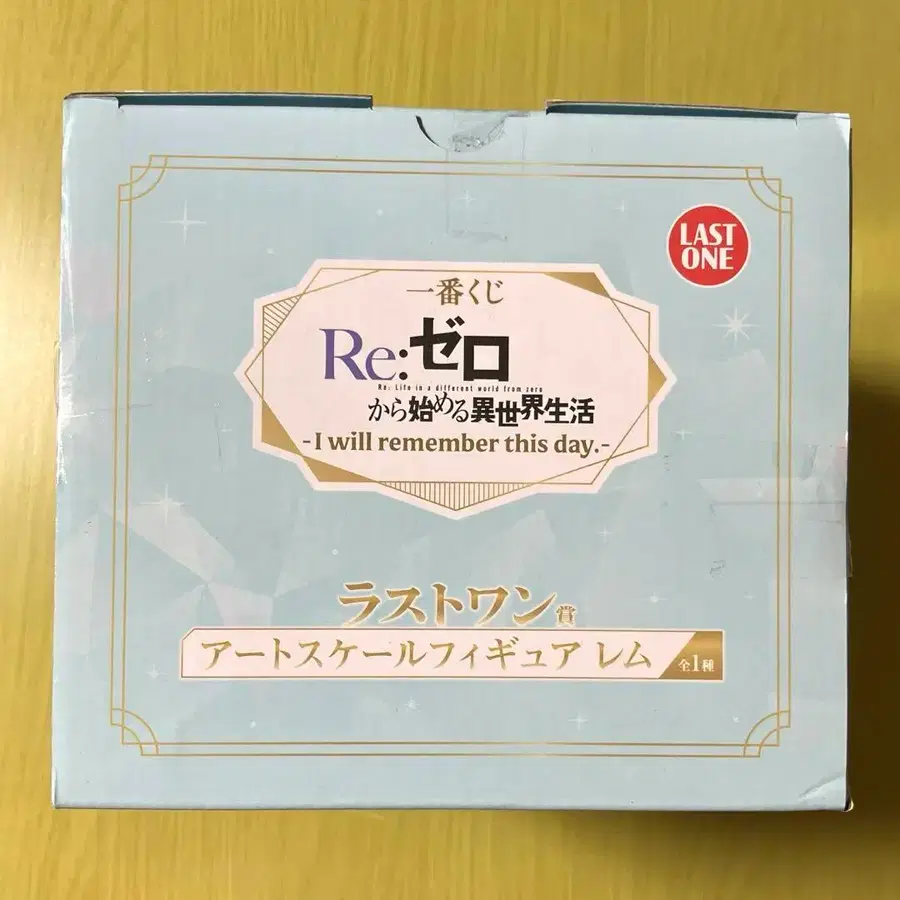 LAST
ONE
一番くじ
Re:ゼロ
Re: Life in a different world from zero
から始める異世界生活
-I will remember this day.-
ラストワン賞
アートスケールフィギュア レム 全1種